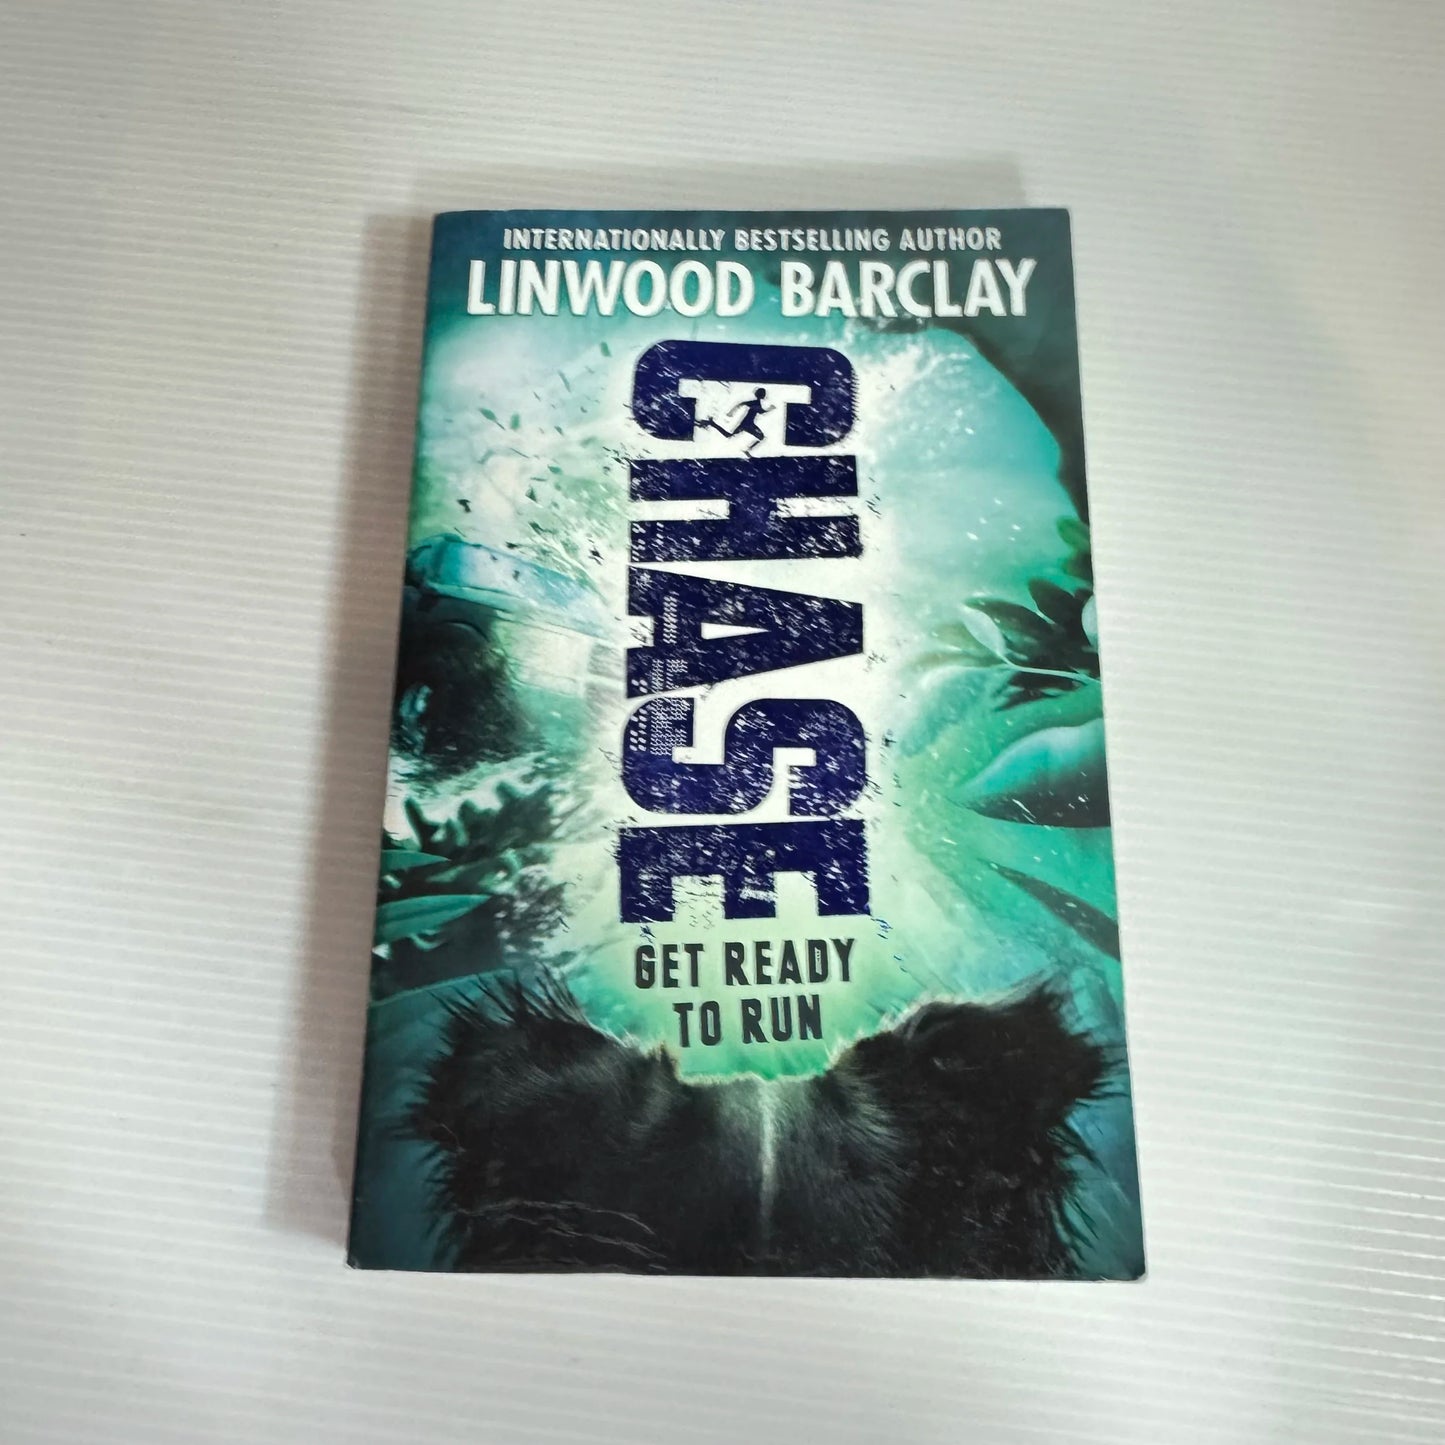 INTERNATIONALLY BESTSELLING AUTHOR
LINWOOD BARCLAY
CHASE
GET READY
TO RUN